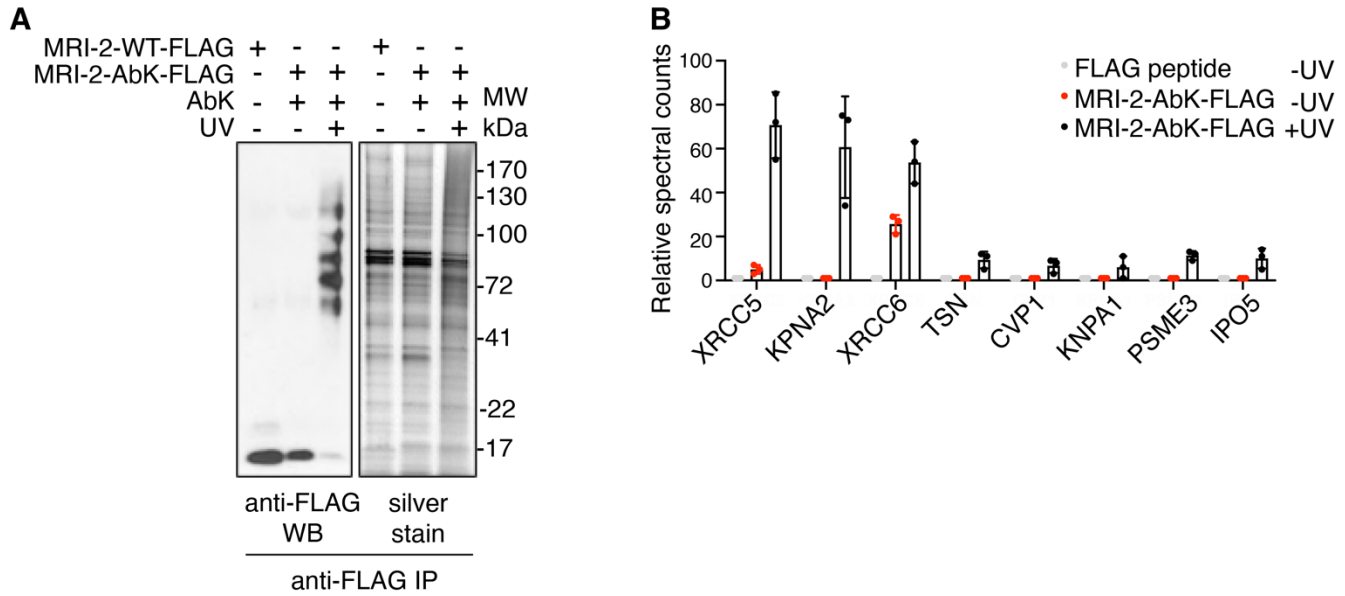 A
MRI-2-WT-FLAG + - - + - -
MRI-2-AbK-FLAG - + + - + +
AbK - + + - + + MW
UV - - + - - + kDa
-170
-130
-100
-72
-41
-22
-17
anti-FLAG WB
silver stain
anti-FLAG IP
B
Relative spectral counts
100
80
60
40
20
0
FLAG peptide -UV
MRI-2-AbK-FLAG -UV
MRI-2-AbK-FLAG +UV
XRCC5
KPNA2
XRCC6
TSN
CVP1
KNPA1
PSME3
IPO5